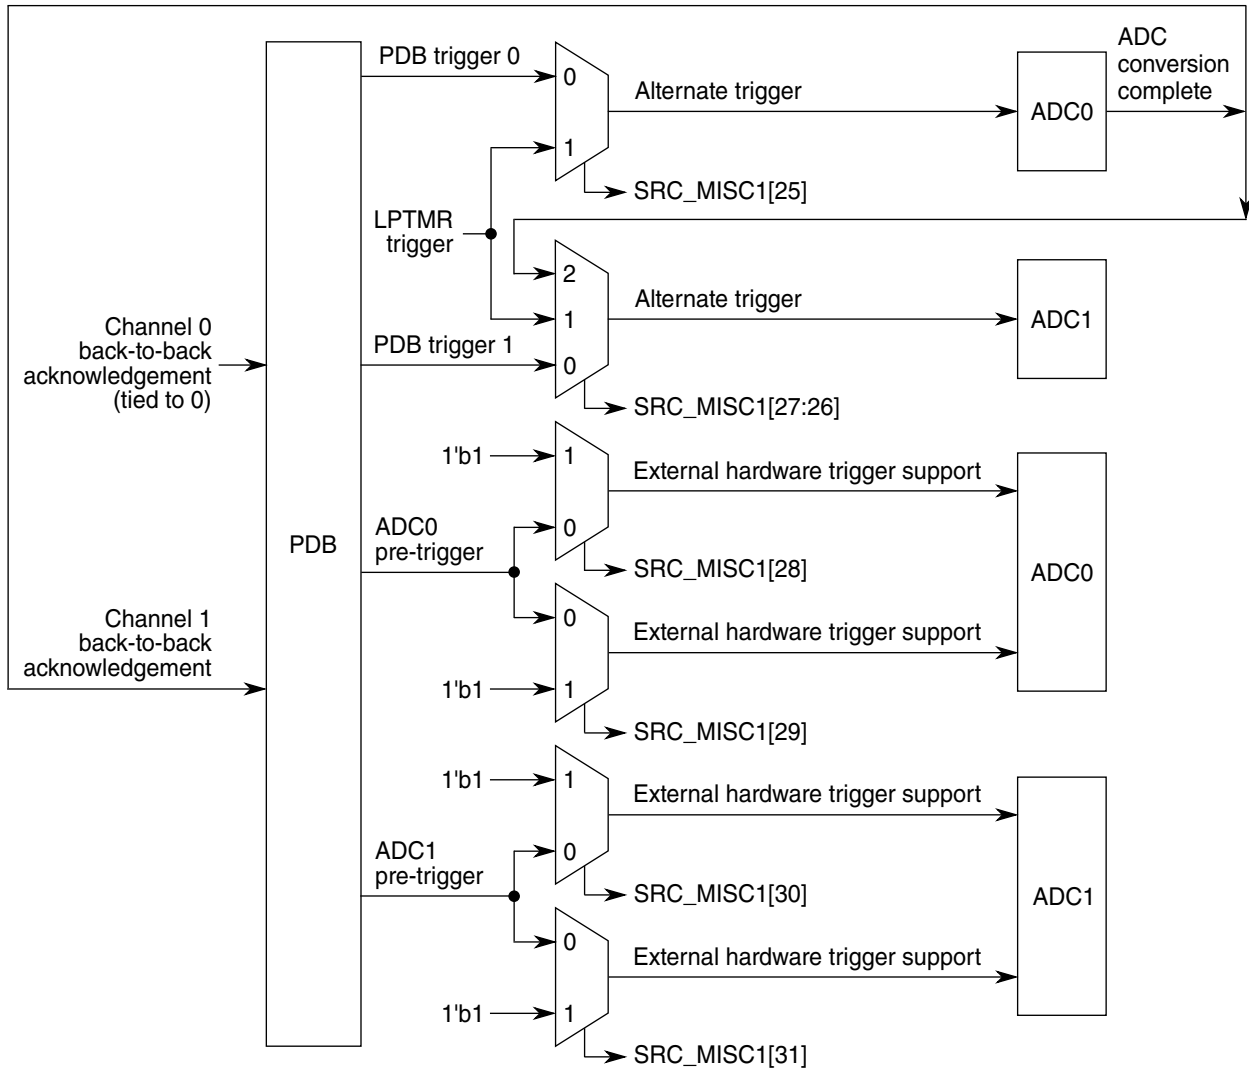 PDB trigger 0
0
Alternate trigger
ADC0
ADC
conversion
complete
1
SRC_MISC1[25]
LPTMR
trigger
2
Alternate trigger
1
ADC1
Channel 0
back-to-back
acknowledgement
(tied to 0)
PDB trigger 1
0
SRC_MISC1[27:26]
1'b1
1
External hardware trigger support
PDB
ADC0
pre-trigger
0
SRC_MISC1[28]
ADC0
Channel 1
back-to-back
acknowledgement
0
External hardware trigger support
1'b1
1
SRC_MISC1[29]
1'b1
1
External hardware trigger support
ADC1
pre-trigger
0
SRC_MISC1[30]
ADC1
0
External hardware trigger support
1'b1
1
SRC_MISC1[31]